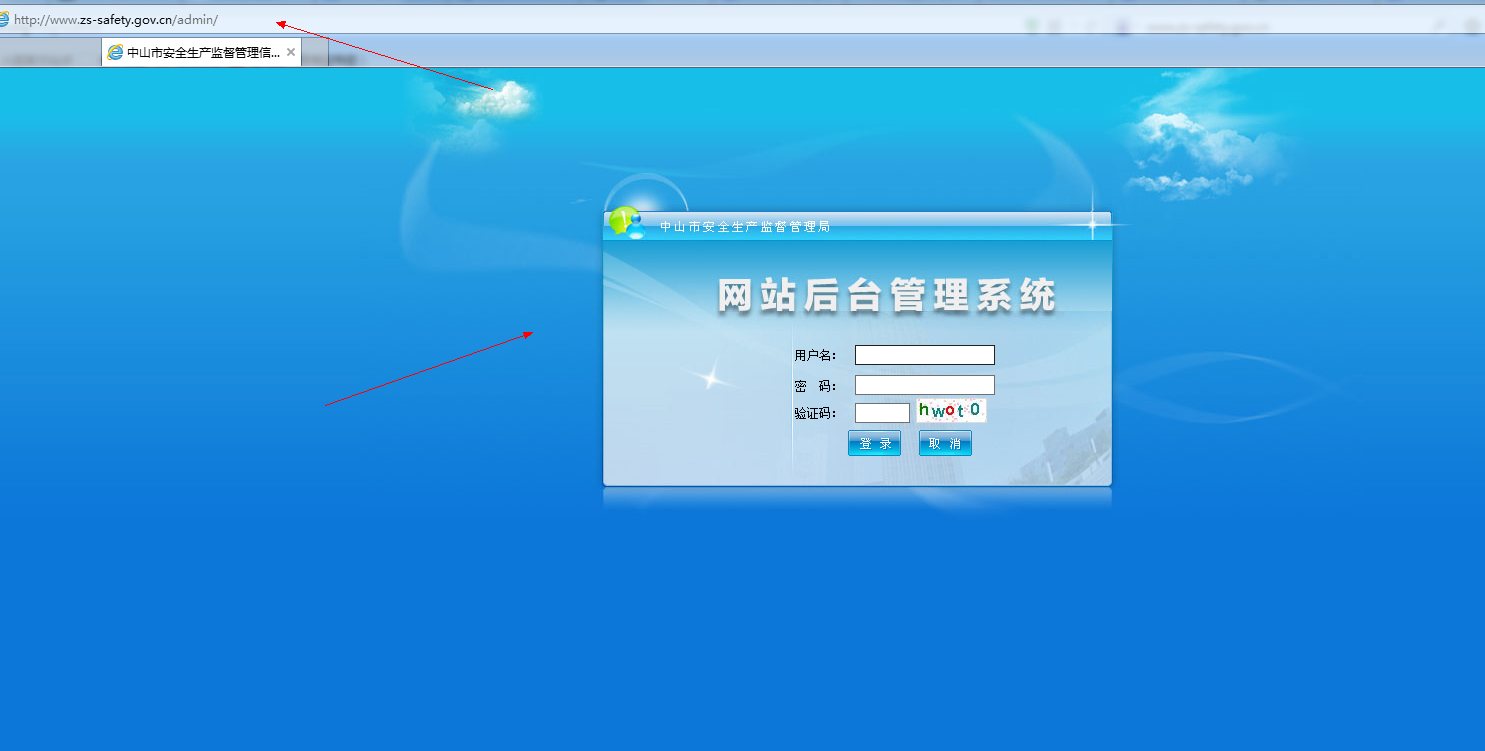 http://www.zs-safety.gov.cn/admin/
中山市安全生产监督管理信...
中山市安全生产监督管理局
网站后台管理系统
用户名：
密 码：
验证码： hwot0
登 录 取 消